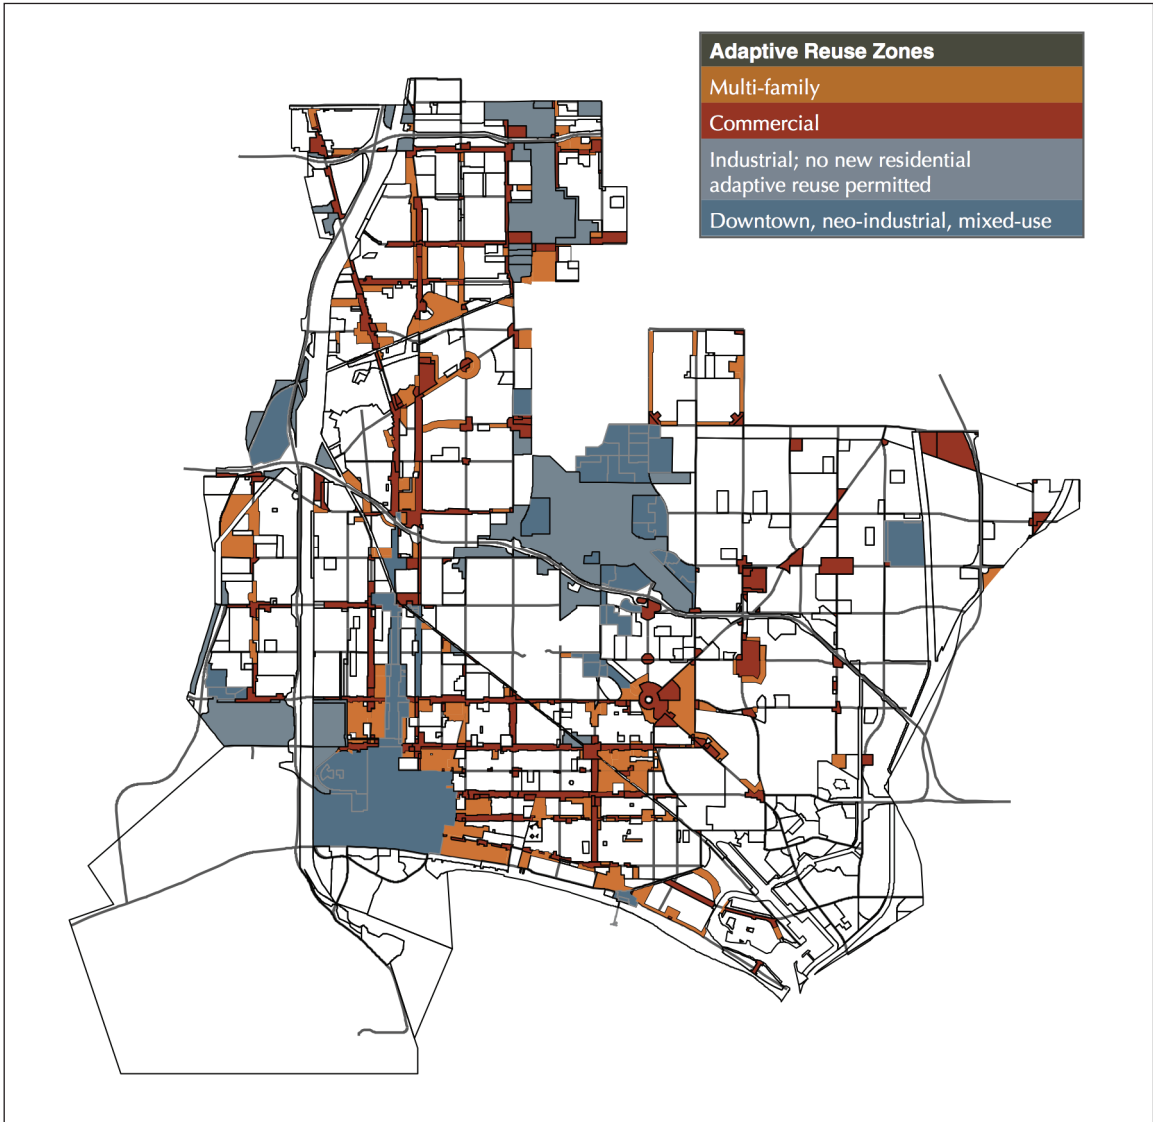 Adaptive Reuse Zones
Multi-family
Commercial
Industrial; no new residential
adaptive reuse permitted
Downtown, neo-industrial, mixed-use